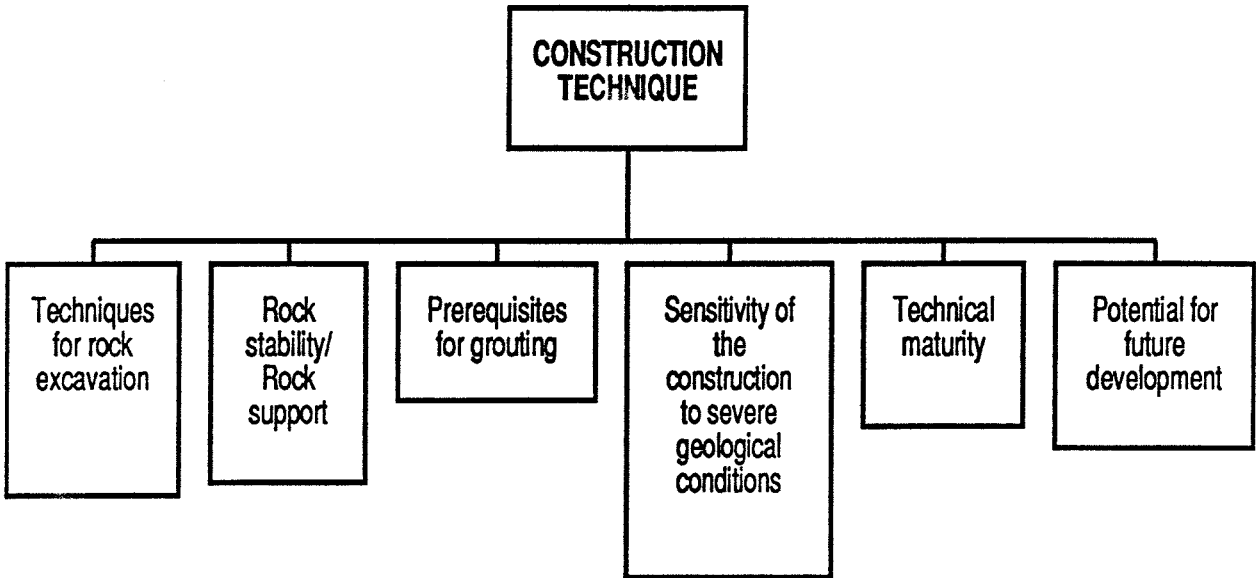 CONSTRUCTION
TECHNIQUE
Techniques
for rock
excavation
Rock
stability/
Rock
support
Prerequisites
for grouting
Sensitivity of
the
construction
to severe
geological
conditions
Technical
maturity
Potential for
future
development